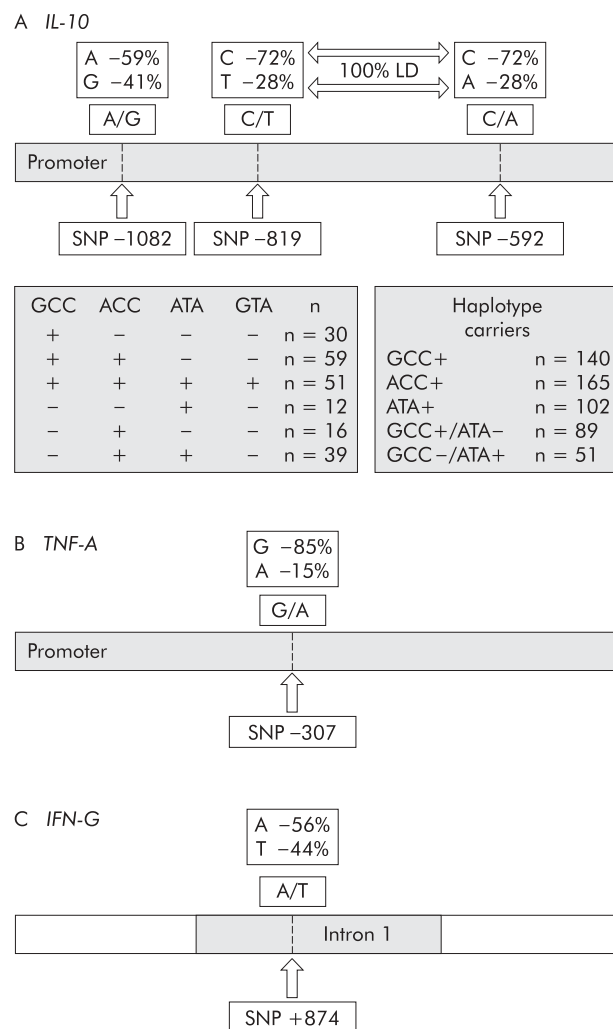 A IL-10
A –59%
G –41%
C –72%
T –28%
100% LD
C –72%
A –28%
A/G
C/T
C/A
Promoter
SNP –1082
SNP –819
SNP –592
GCC ACC ATA GTA n
+ – – – n = 30
+ + – – n = 59
+ + + + n = 51
– – + – n = 12
– + – – n = 16
– + + – n = 39
Haplotype
carriers
GCC+ n = 140
ACC+ n = 165
ATA+ n = 102
GCC+/ATA– n = 89
GCC–/ATA+ n = 51
B TNF-A
G –85%
A –15%
G/A
Promoter
SNP –307
C IFN-G
A –56%
T –44%
A/T
Intron 1
SNP +874